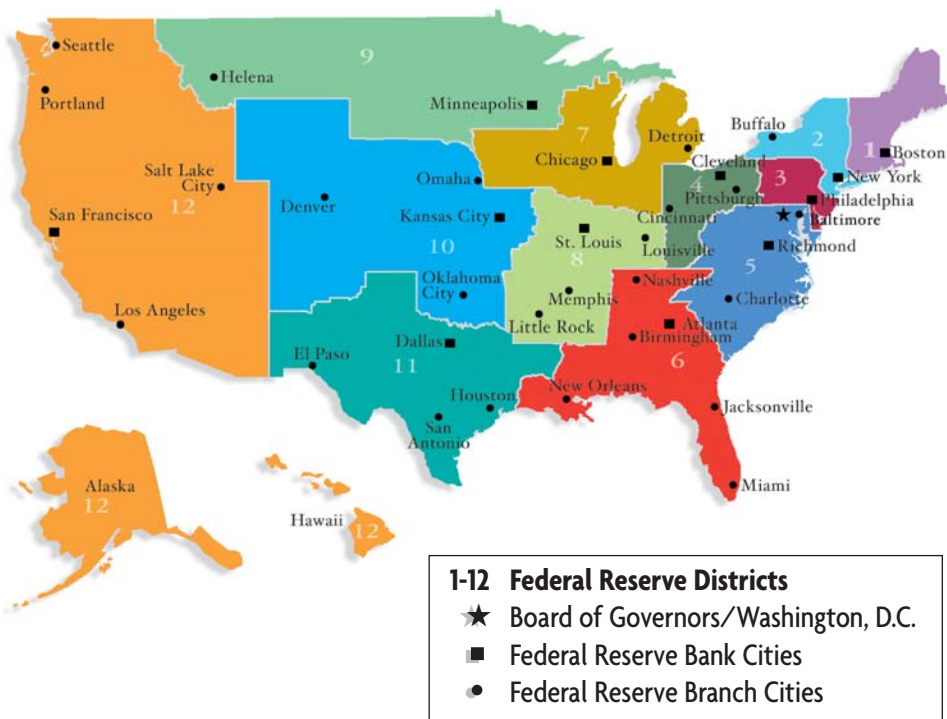 Seattle
Portland
Helena
9
Minneapolis
7
Detroit
Chicago
Cleveland
Buffalo
2
1
Boston
New York
3
4
Pittsburgh
Philadelphia
Baltimore
Salt Lake
City
12
San Francisco
Denver
Omaha
Kansas City
10
St. Louis
8
Cincinnati
Louisville
Richmond
5
Charlotte
Oklahoma
City
Memphis
Little Rock
Nashville
Atlanta
Birmingham
6
Los Angeles
El Paso
Dallas
11
Houston
San
Antonio
New Orleans
Jacksonville
Miami
Alaska
12
Hawaii
12
1-12 Federal Reserve Districts
Board of Governors/Washington, D.C.
Federal Reserve Bank Cities
Federal Reserve Branch Cities